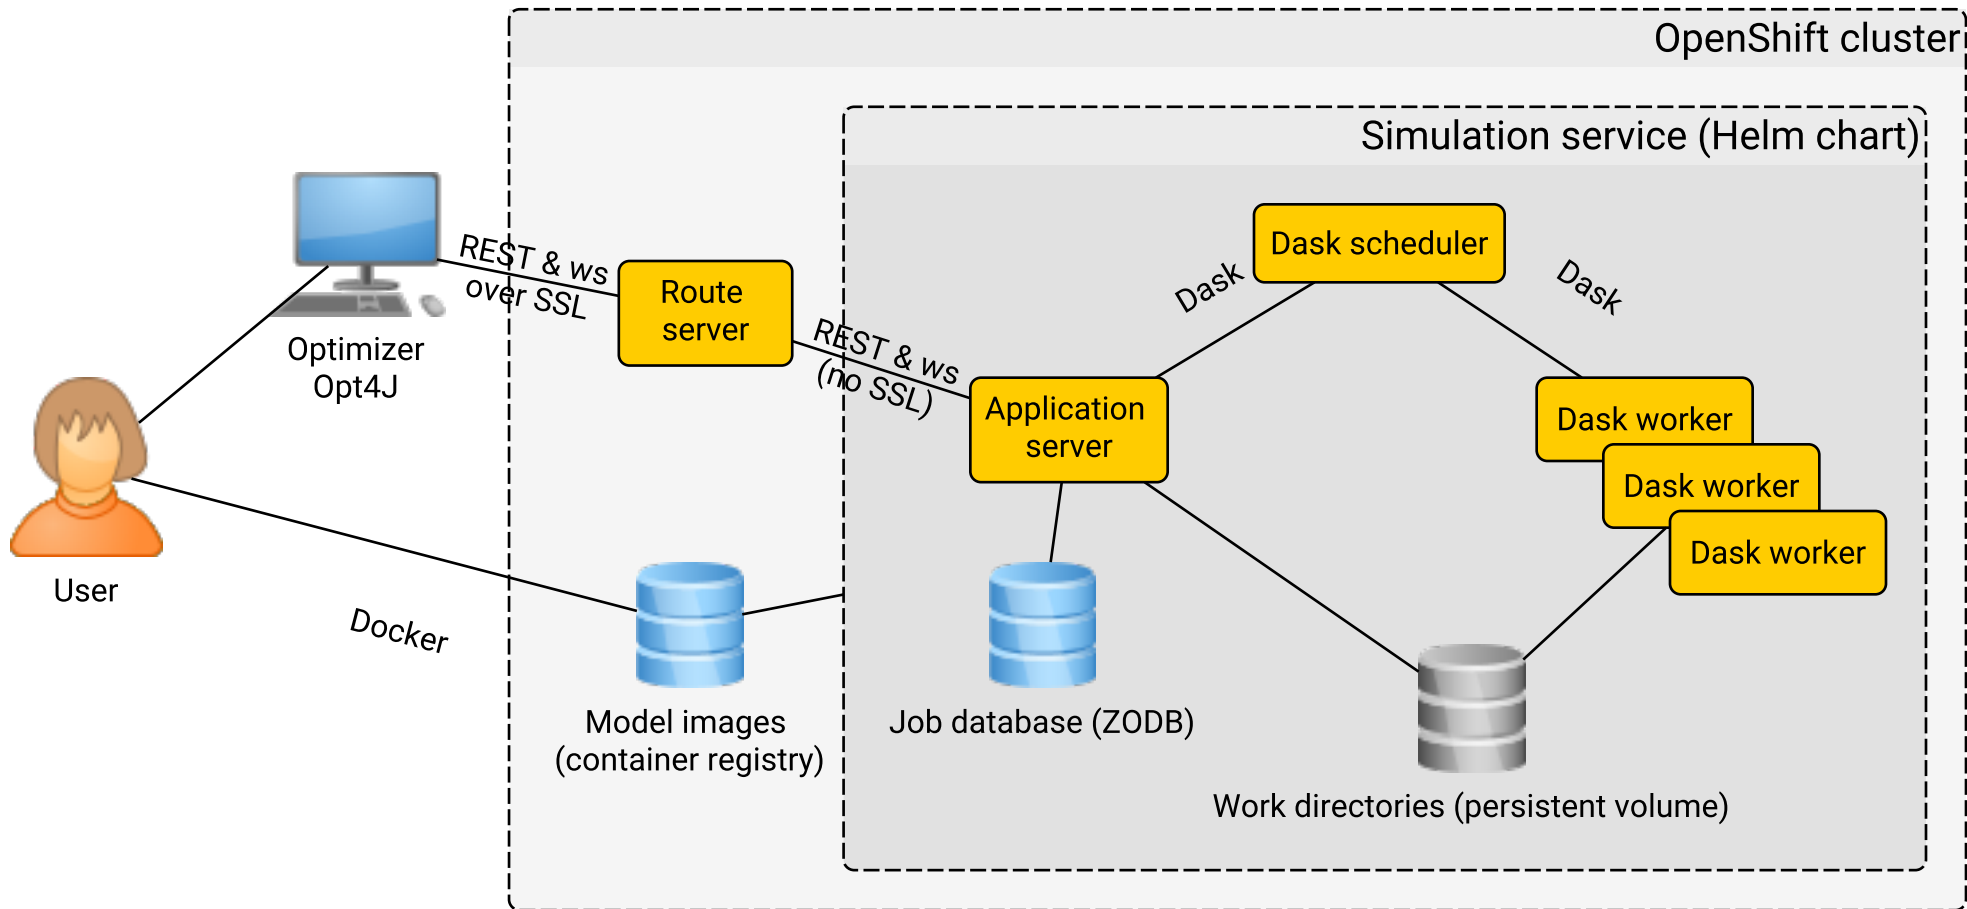 OpenShift cluster
Simulation service (Helm chart)
Dask scheduler
Dask
Dask
REST & ws
over SSL
Route
server
REST & ws
(no SSL)
Optimizer
Opt4J
Application
server
Dask worker
Dask worker
Dask worker
User
Docker
Model images
(container registry)
Job database (ZODB)
Work directories (persistent volume)